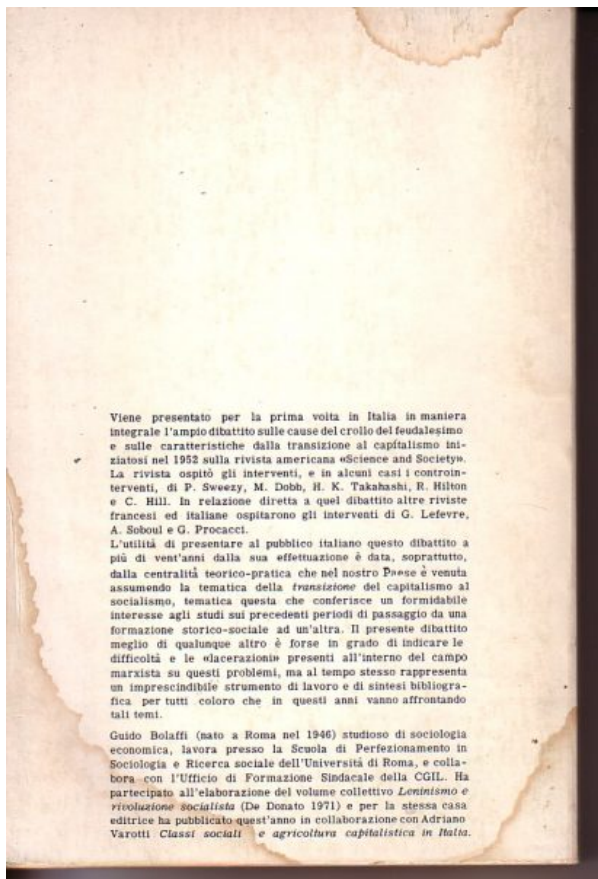 Viene presentato per la prima volta in Italia in maniera
integrale l'ampio dibattito sulle cause del crollo del feudalesimo
e sulle caratteristiche dalla transizione al capitalismo ini-
ziatosi nel 1952 sulla rivista americana «Science and Society».
La rivista ospitò gli interventi, e in alcuni casi i controin-
terventi, di P. Sweezy, M. Dobb, H. K. Takahashi, R. Hilton
e C. Hill. In relazione diretta a quel dibattito altre riviste
francesi ed italiane ospitarono gli interventi di G. Lefevre,
A. Soboul e G. Procacci.
L'utilità di presentare al pubblico italiano questo dibattito a
più di vent'anni dalla sua effettuazione è data, soprattutto,
dalla centralità teorico-pratica che nel nostro Paese è venuta
assumendo la tematica della transizione del capitalismo al
socialismo, tematica questa che conferisce un formidabile
interesse agli studi sui precedenti periodi di passaggio da una
formazione storico-sociale ad un'altra. Il presente dibattito
meglio di qualunque altro è forse in grado di indicare le
difficoltà e le «lacerazioni» presenti all'interno del campo
marxista su questi problemi, ma al tempo stesso rappresenta
un imprescindibile strumento di lavoro e di sintesi bibliogra-
fica per tutti coloro che in questi anni vanno affrontando
tali temi.
Guido Bolaffi (nato a Roma nel 1946) studioso di sociologia
economica, lavora presso la Scuola di Perfezionamento in
Sociologia e Ricerca sociale dell'Università di Roma, e colla-
bora con l'Ufficio di Formazione Sindacale della CGIL. Ha
partecipato all'elaborazione del volume collettivo Leninismo e
rivoluzione socialista (De Donato 1971) e per la stessa casa
editrice ha pubblicato quest'anno in collaborazione con Adriano
Varotti Classi sociali e agricoltura capitalistica in Italia.